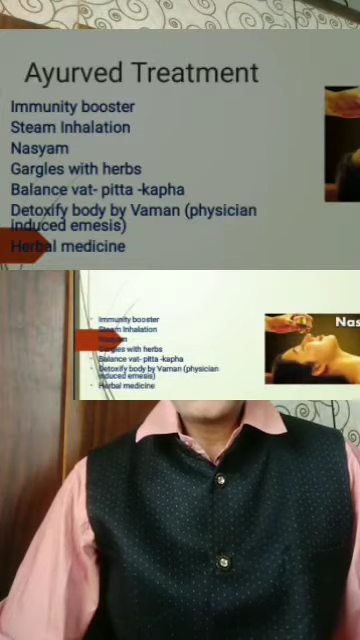 Ayurved Treatment
Immunity booster
Steam Inhalation
Nasyam
Gargles with herbs
Balance vat- pitta -kapha
Detoxify body by Vaman (physician
induced emesis)
Herbal medicine
Nas
Immunity booster
Steam Inhalation
Nasyam
Gargles with herbs
Balance vat- pitta -kapha
Detoxify body by Vaman (physician
induced emesis)
Herbal medicine